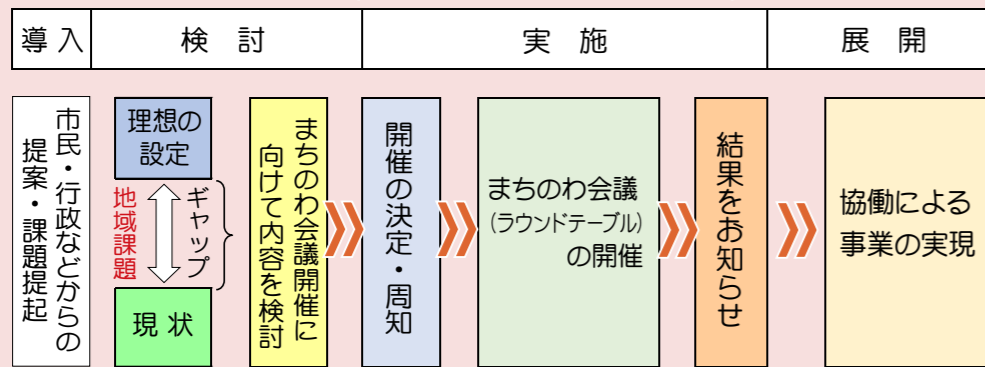 導入
検討
実施
展開
市民・行政などからの
提案・課題提起
理想の
設定
地域課題
ギャップ
現状
まちのわ会議開催に
向けて内容を検討
開催の決定・周知
まちのわ会議
(ラウンドテーブル)
の開催
結果をお知らせ
協働による
事業の実現